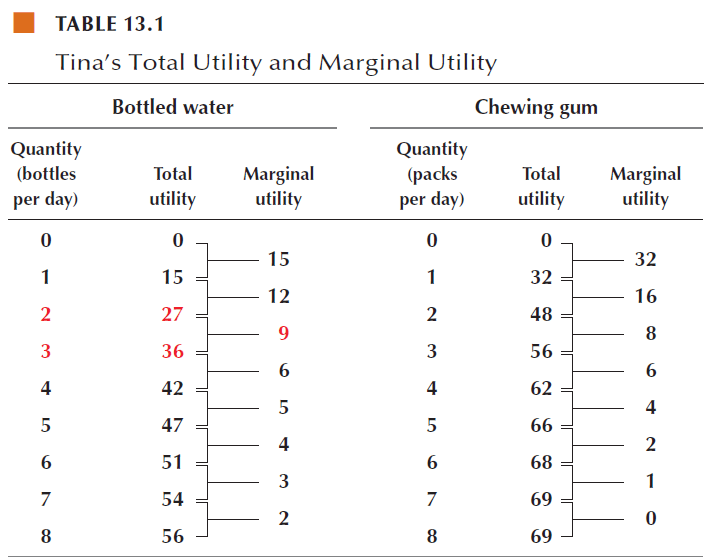 TABLE 13.1
Tina's Total Utility and Marginal Utility
Bottled water Chewing gum
Quantity Quantity
(bottles Total Marginal (packs Total Marginal
per day) utility utility per day) utility utility
0 0 0 0
15 32
1 15 1 32
12 16
2 27 2 48
9 8
3 36 3 56
6 6
4 42 4 62
5 4
5 47 5 66
4 2
6 51 6 68
3 1
7 54 7 69
2 0
8 56 8 69